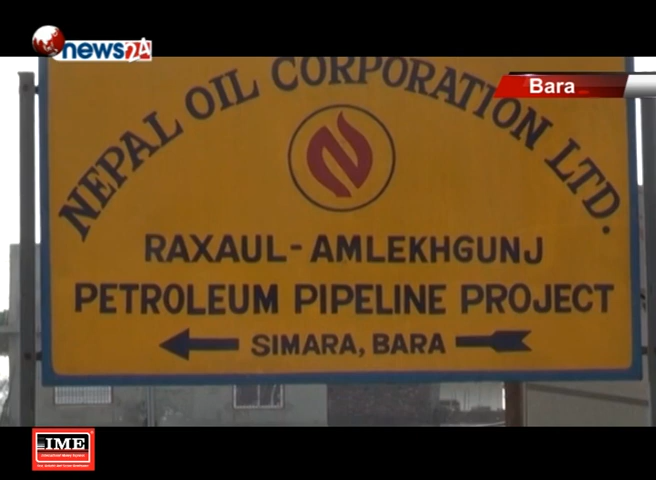 news24
Bara
NEPAL OIL CORPORATION LTD.
RAXAUL - AMLEKHGUNJ
PETROLEUM PIPELINE PROJECT
SIMARA, BARA
IME